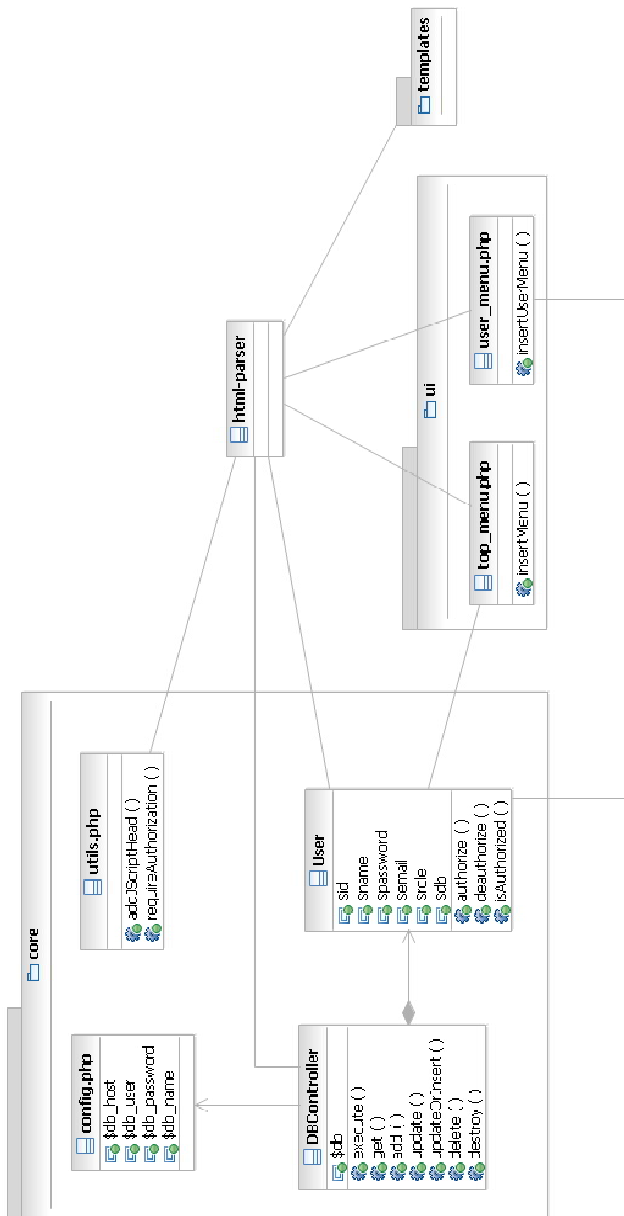 core
config.php
$db_host
$db_user
$db_password
$db_name
utils.php
addJScriptHead ( )
requireAuthorization ( )
DBController
$db
execute ( )
get ( )
add ( )
update ( )
updateOrInsert ( )
delete ( )
destroy ( )
User
$id
$name
$password
$email
$role
$db
authorize ( )
deauthorize ( )
isAuthorized ( )
html-parser
ui
top_menu.php
insertMenu ( )
user_menu.php
insertUserMenu ( )
templates